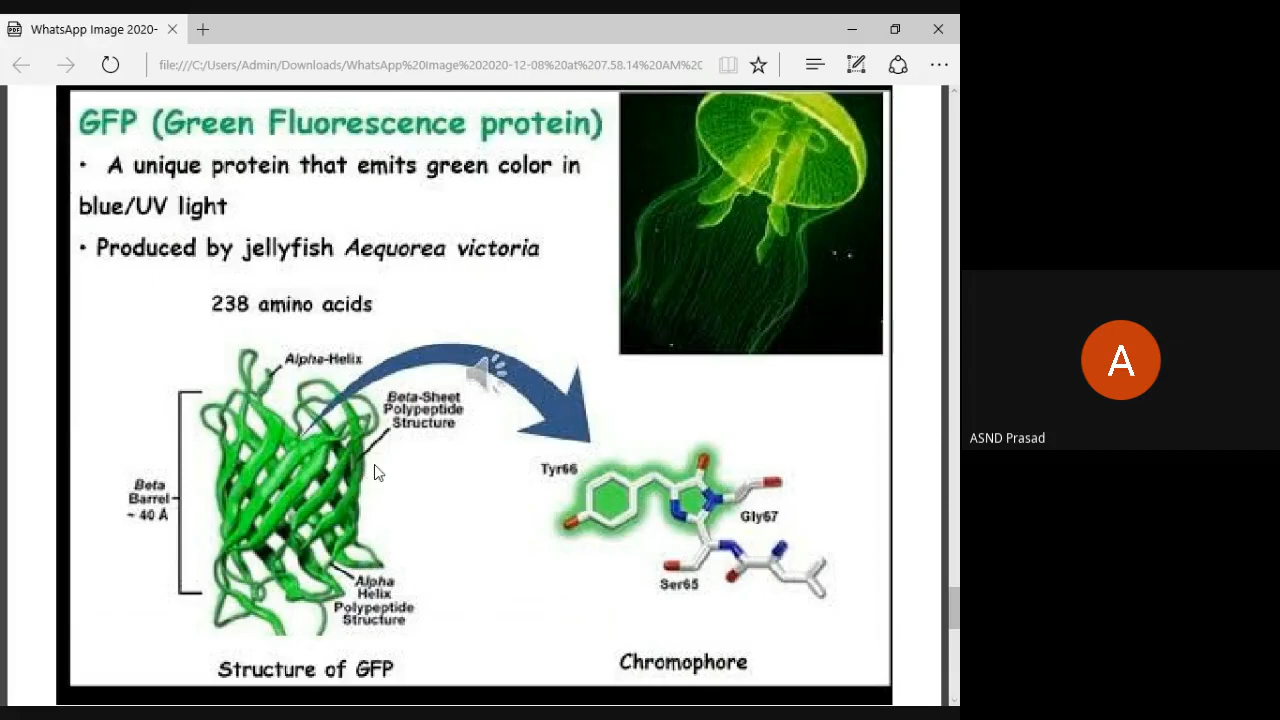 WhatsApp Image 2020-
file:///C:/Users/Admin/Downloads/WhatsApp%20Image%202020-12-08%20at%207.58.14%20AM%2C
GFP (Green Fluorescence protein)
• A unique protein that emits green color in
blue/UV light
• Produced by jellyfish Aequorea victoria
238 amino acids
Alpha-Helix
Beta-Sheet
Polypeptide
Structure
Beta
Barrel
~ 40 Å
Alpha
Helix
Polypeptide
Structure
Structure of GFP
Tyr66
Gly67
Ser65
Chromophore
A
ASND Prasad